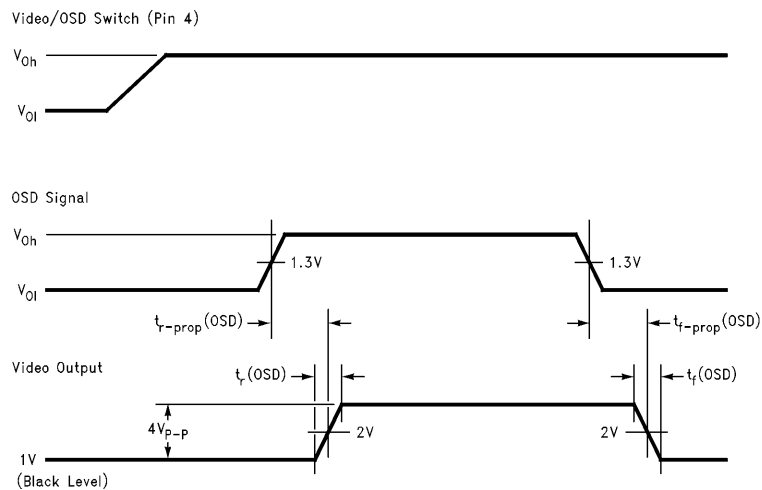 Video/OSD Switch (Pin 4)
VOh
VOl
OSD Signal
VOh
1.3V
1.3V
VOl
tr-prop(OSD)
tf-prop(OSD)
Video Output
tr(OSD)
tf(OSD)
4VP-P
2V
2V
1V
(Black Level)